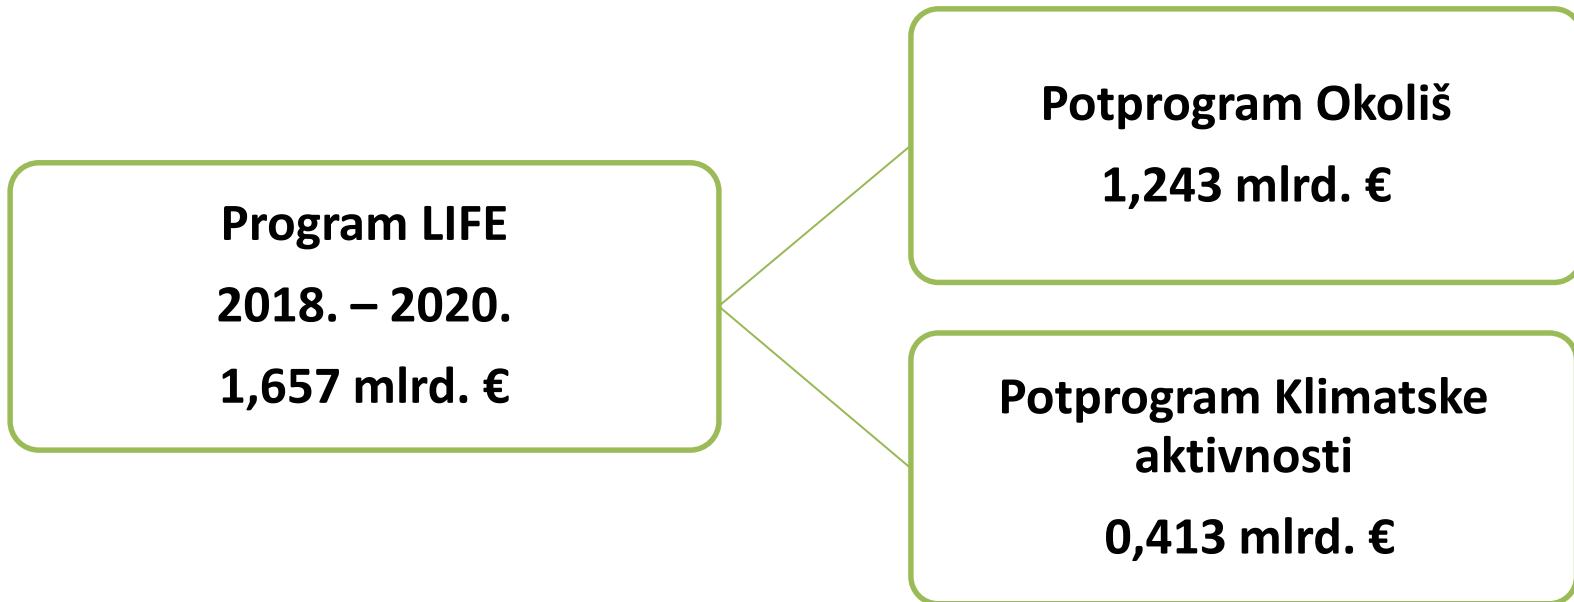 Program LIFE
2018. – 2020.
1,657 mlrd. €
Potprogram Okoliš
1,243 mlrd. €
Potprogram Klimatske
aktivnosti
0,413 mlrd. €